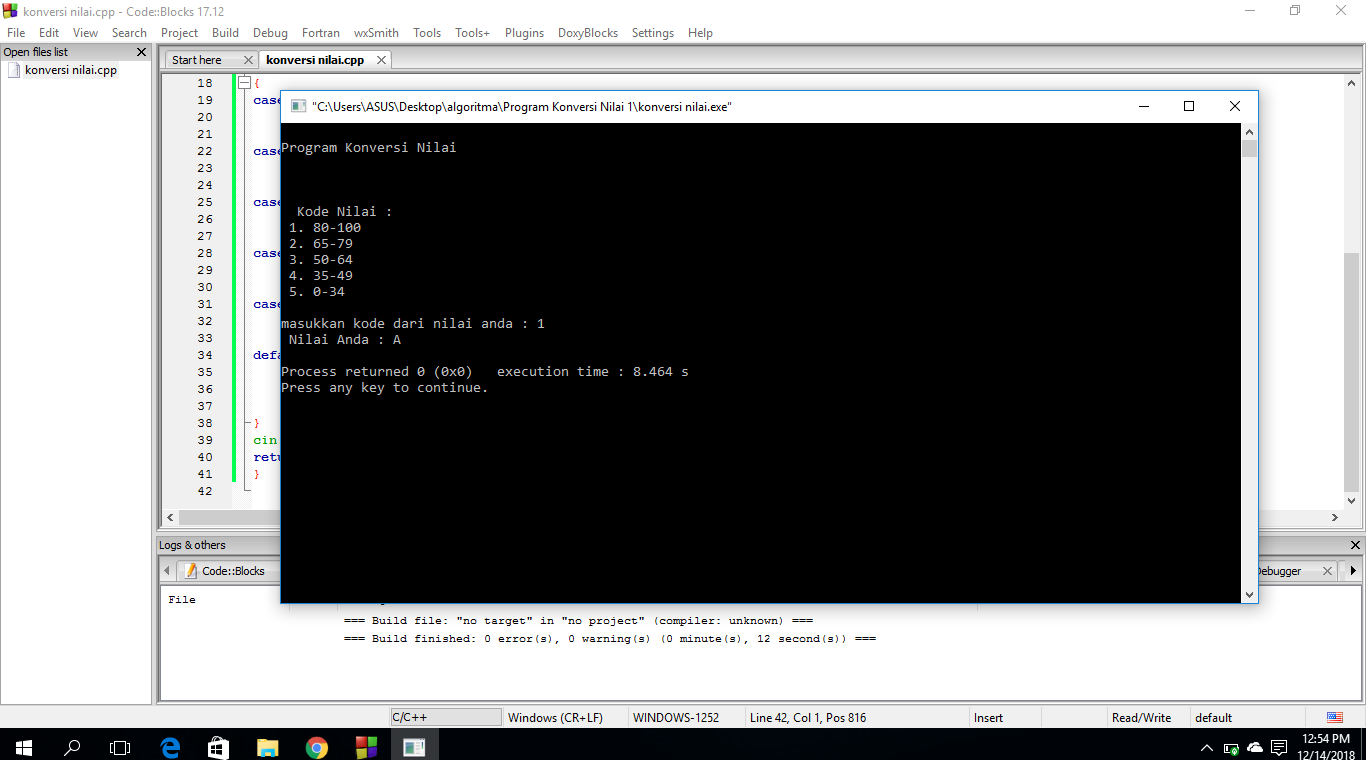 konversi nilai.cpp - Code::Blocks 17.12
File Edit View Search Project Build Debug Fortran wxSmith Tools Tools+ Plugins DoxyBlocks Settings Help
Open files list
konversi nilai.cpp
Start here
konversi nilai.cpp
18 {
19 case
20
21
22 case
23
24
25 case
26
27
28 case
29
30
31 case
32
33
34 defa
35
36
37
38 }
39 cin
40 retu
41 }
42
"C:\Users\ASUS\Desktop\algoritma\Program Konversi Nilai 1\konversi nilai.exe"
Program Konversi Nilai
Kode Nilai :
1. 80-100
2. 65-79
3. 50-64
4. 35-49
5. 0-34
masukkan kode dari nilai anda : 1
Nilai Anda : A
Process returned 0 (0x0)   execution time : 8.464 s
Press any key to continue.
Logs & others
Code::Blocks
Debugger
File
=== Build file: "no target" in "no project" (compiler: unknown) ===
=== Build finished: 0 error(s), 0 warning(s) (0 minute(s), 12 second(s)) ===
C/C++
Windows (CR+LF)
WINDOWS-1252
Line 42, Col 1, Pos 816
Insert
Read/Write
default
12:54 PM
12/14/2018